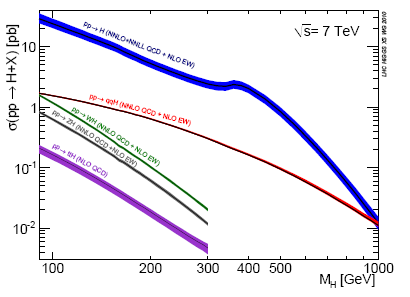 σ(pp → H+X) [pb]
√s= 7 TeV
LHC HIGGS XS WG 2010
pp → H (NNLO+NNLL QCD + NLO EW)
pp → qqH (NNLO QCD + NLO EW)
pp → WH (NNLO QCD + NLO EW)
pp → ZH (NNLO QCD +NLO EW)
pp → ttH (NLO QCD)
10
1
10⁻¹
10⁻²
100 200 300 400 500 1000
M_H [GeV]